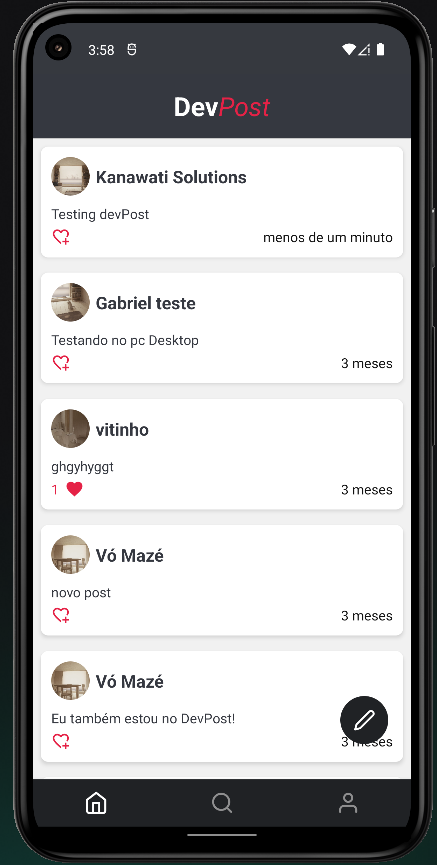 3:58
DevPost
Kanawati Solutions
Testing devPost
menos de um minuto
Gabriel teste
Testando no pc Desktop
3 meses
vitinho
ghgyhyggt
1
3 meses
Vó Mazé
novo post
3 meses
Vó Mazé
Eu também estou no DevPost!
3 meses